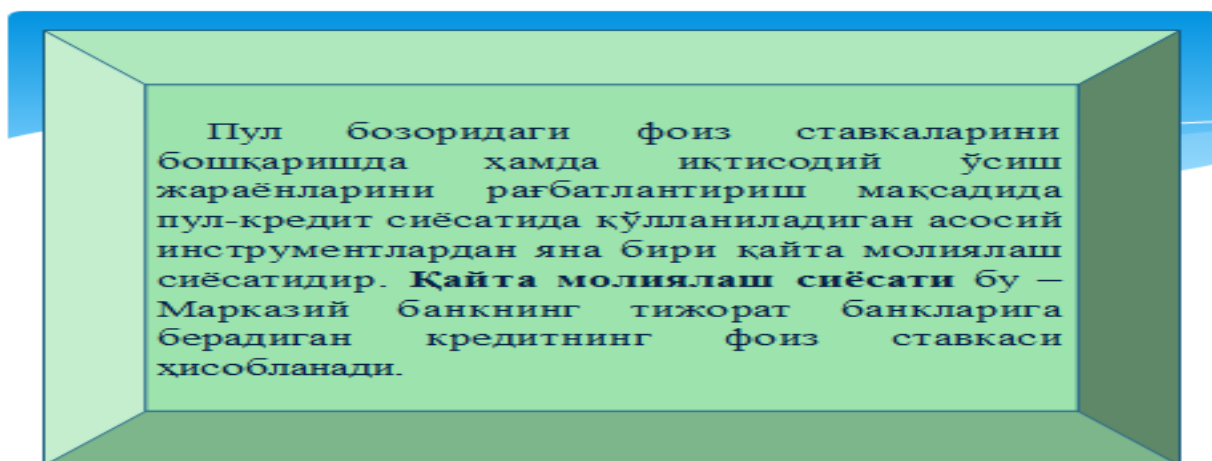 Пул бозоридаги фоиз ставкаларини
бошқаришда ҳамда иқтисодий ўсиш
жараёнларини рағбатлантириш мақсадида
пул-кредит сиёсатида қўлланиладиган асосий
инструментлардан яна бири қайта молиялаш
сиёсатидир. Қайта молиялаш сиёсати бу –
Марказий банкнинг тижорат банкларига
берадиган кредитнинг фоиз ставкаси
ҳисобланади.